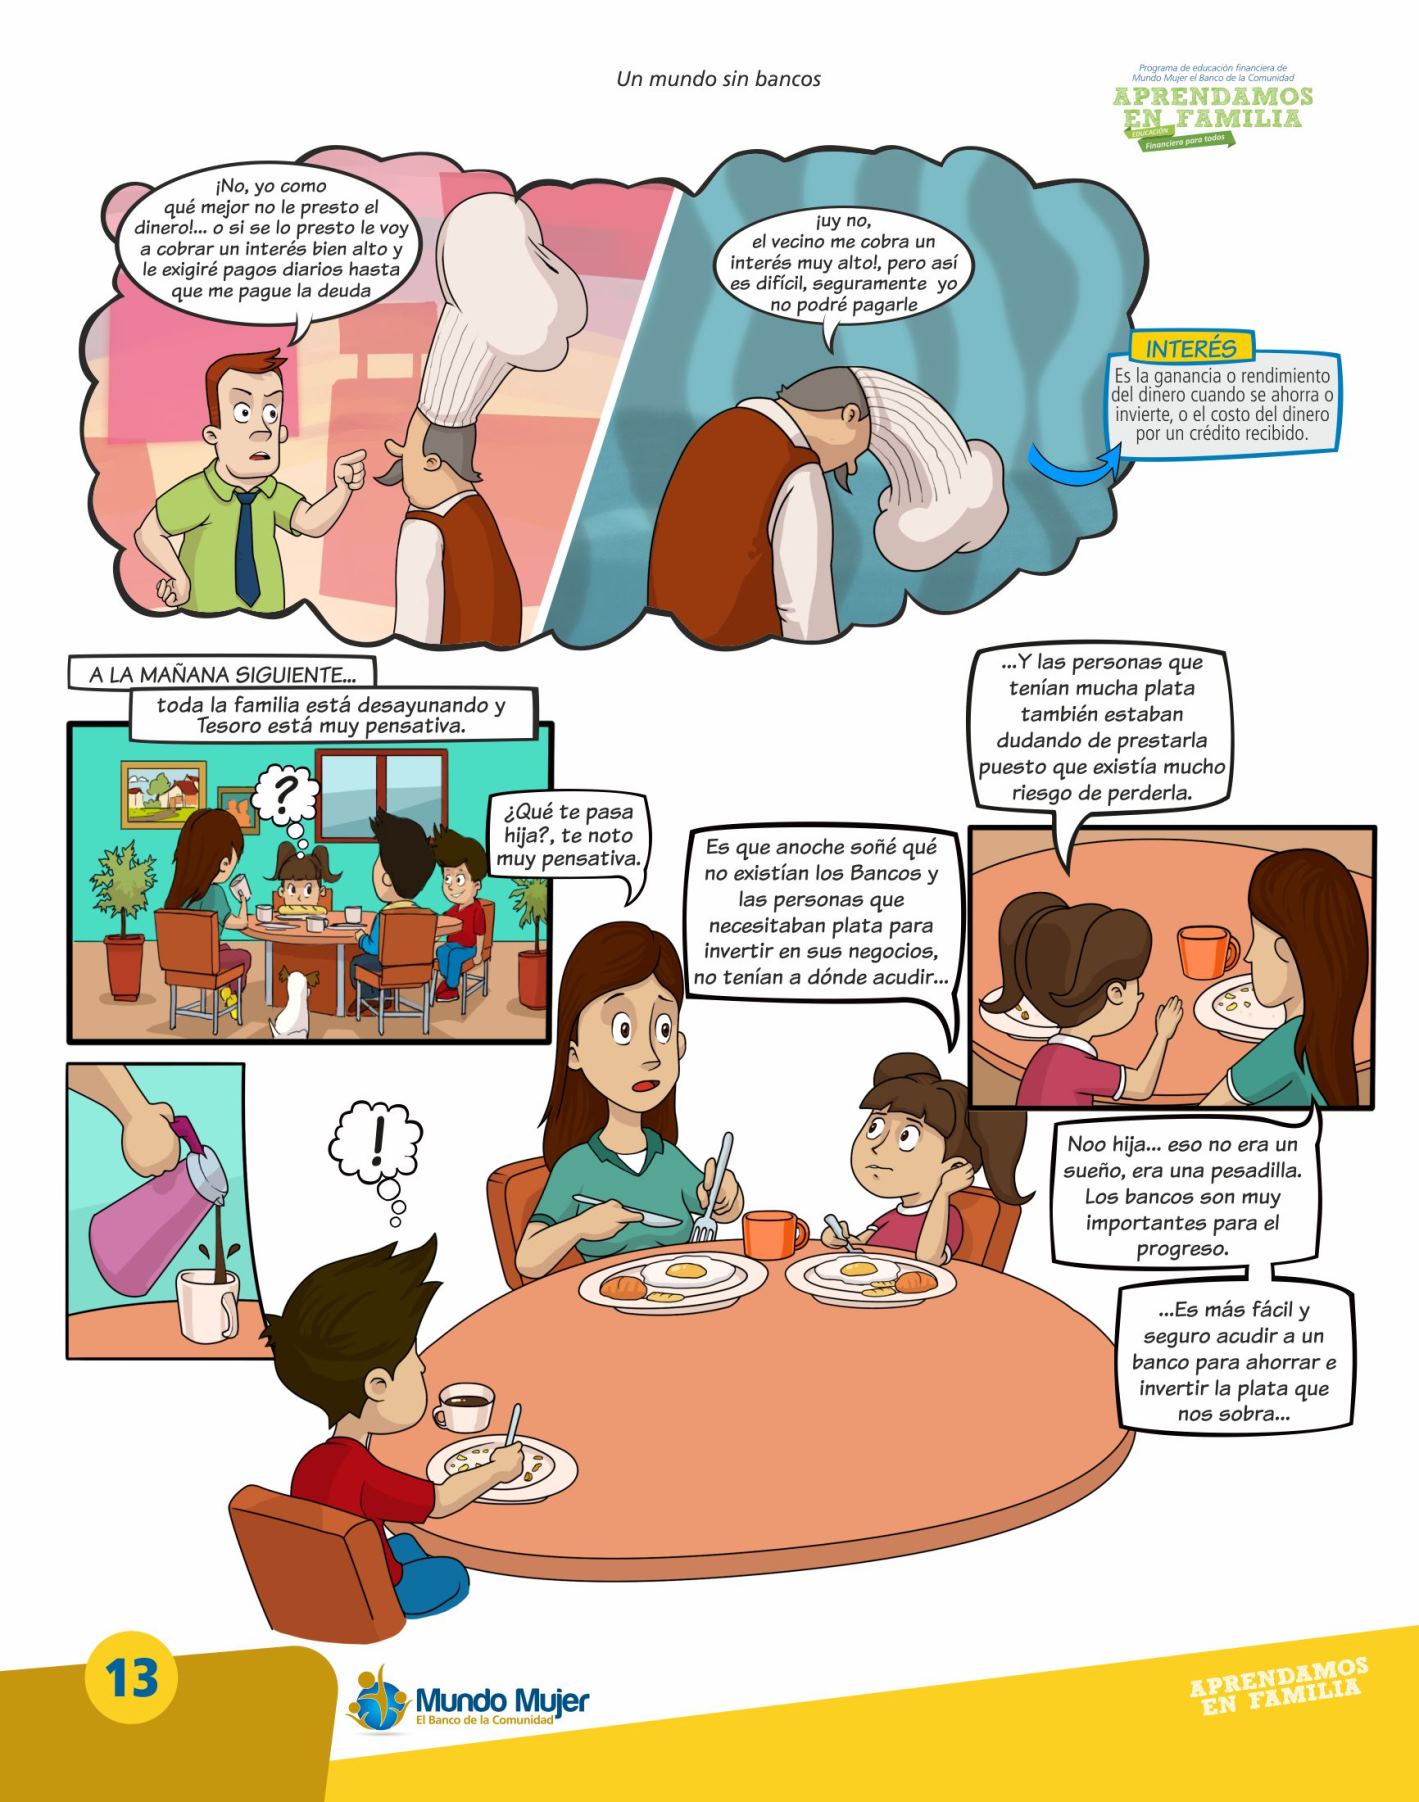 Un mundo sin bancos
Programa de educación financiera de
Mundo Mujer el Banco de la Comunidad
APRENDAMOS
EN FAMILIA
EDUCACIÓN
Financiera para todos
¡No, yo como
qué mejor no le presto el
dinero!... o si se lo presto le voy
a cobrar un interés bien alto y
le exigiré pagos diarios hasta
que me pague la deuda
¡uy no,
el vecino me cobra un
interés muy alto!, pero así
es difícil, seguramente yo
no podré pagarle
INTERÉS
Es la ganancia o rendimiento
del dinero cuando se ahorra o
invierte, o el costo del dinero
por un crédito recibido.
A LA MAÑANA SIGUIENTE...
toda la familia está desayunando y
Tesoro está muy pensativa.
?
¿Qué te pasa
hija?, te noto
muy pensativa.
Es que anoche soñé qué
no existían los Bancos y
las personas que
necesitaban plata para
invertir en sus negocios,
no tenían a dónde acudir...
...Y las personas que
tenían mucha plata
también estaban
dudando de prestarla
puesto que existía mucho
riesgo de perderla.
!
Noo hija... eso no era un
sueño, era una pesadilla.
Los bancos son muy
importantes para el
progreso.
...Es más fácil y
seguro acudir a un
banco para ahorrar e
invertir la plata que
nos sobra...
13
Mundo Mujer
El Banco de la Comunidad
APRENDAMOS
EN FAMILIA